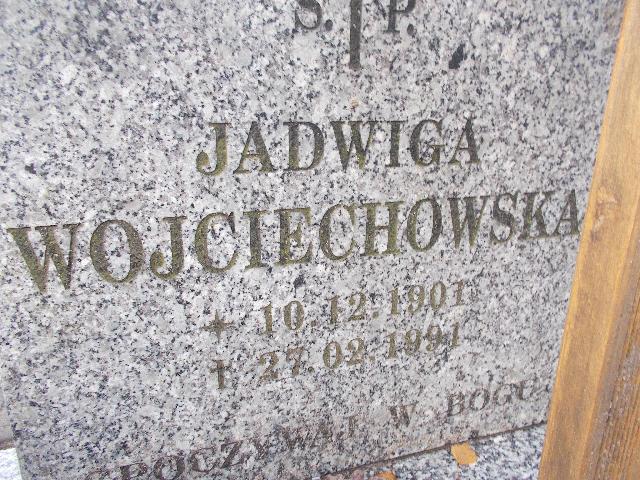 S. † P.
JADWIGA
WOJCIECHOWSKA
* 10.12.1901
† 27.02.1991
SPOCZYWAJ W BOGU